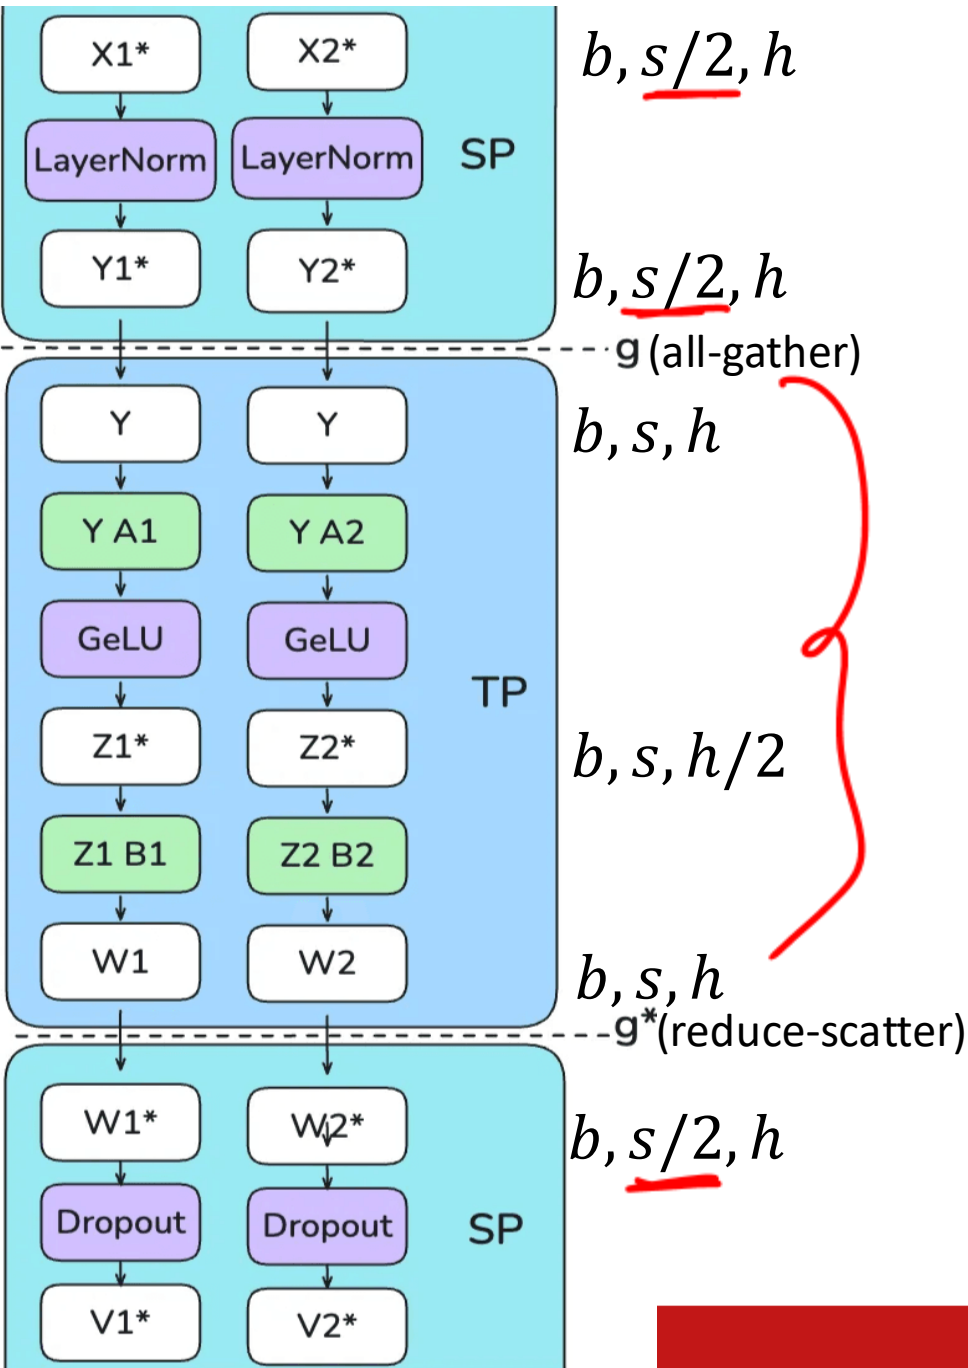 X1* X2* b, s/2, h
LayerNorm LayerNorm SP
Y1* Y2* b, s/2, h
g (all-gather)
Y Y b, s, h
Y A1 Y A2
GeLU GeLU
TP
Z1* Z2* b, s, h/2
Z1 B1 Z2 B2
W1 W2 b, s, h
g* (reduce-scatter)
W1* W2* b, s/2, h
Dropout Dropout SP
V1* V2*